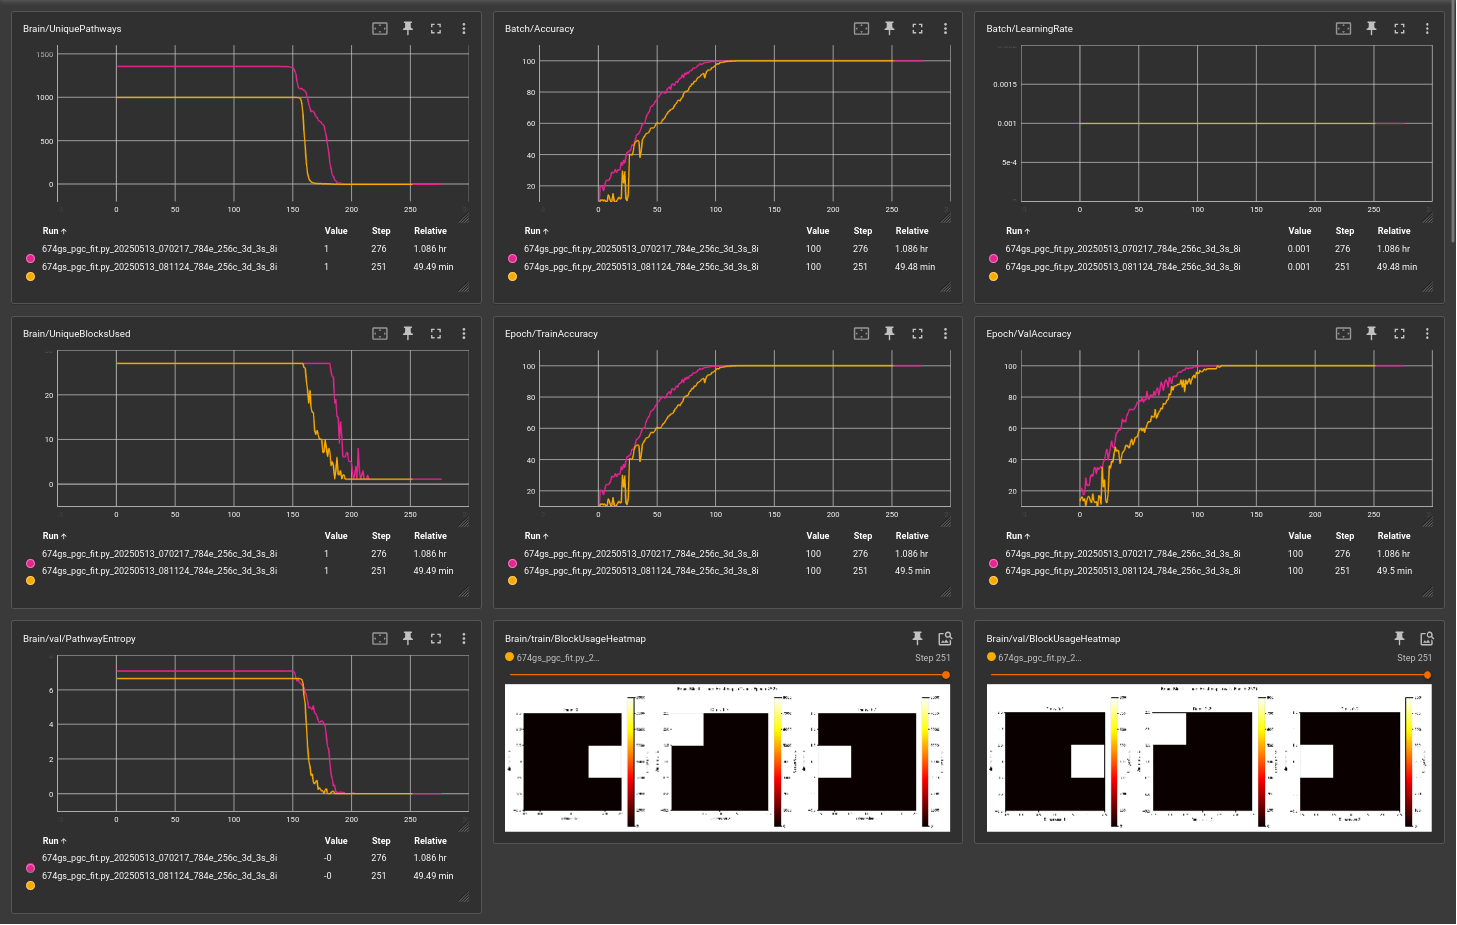 Brain/UniquePathways
1500
1000
500
0
0 50 100 150 200 250
Run ↑ Value Step Relative
674gs_pgc_fit.py_20250513_070217_784e_256c_3d_3s_8i 1 276 1.086 hr
674gs_pgc_fit.py_20250513_081124_784e_256c_3d_3s_8i 1 251 49.49 min
Batch/Accuracy
100
80
60
40
20
0 50 100 150 200 250
Run ↑ Value Step Relative
674gs_pgc_fit.py_20250513_070217_784e_256c_3d_3s_8i 100 276 1.086 hr
674gs_pgc_fit.py_20250513_081124_784e_256c_3d_3s_8i 100 251 49.48 min
Batch/LearningRate
0.0015
0.001
5e-4
0 50 100 150 200 250
Run ↑ Value Step Relative
674gs_pgc_fit.py_20250513_070217_784e_256c_3d_3s_8i 0.001 276 1.086 hr
674gs_pgc_fit.py_20250513_081124_784e_256c_3d_3s_8i 0.001 251 49.48 min
Brain/UniqueBlocksUsed
20
10
0
0 50 100 150 200 250
Run ↑ Value Step Relative
674gs_pgc_fit.py_20250513_070217_784e_256c_3d_3s_8i 1 276 1.086 hr
674gs_pgc_fit.py_20250513_081124_784e_256c_3d_3s_8i 1 251 49.49 min
Epoch/TrainAccuracy
100
80
60
40
20
0 50 100 150 200 250
Run ↑ Value Step Relative
674gs_pgc_fit.py_20250513_070217_784e_256c_3d_3s_8i 100 276 1.086 hr
674gs_pgc_fit.py_20250513_081124_784e_256c_3d_3s_8i 100 251 49.5 min
Epoch/ValAccuracy
100
80
60
40
20
0 50 100 150 200 250
Run ↑ Value Step Relative
674gs_pgc_fit.py_20250513_070217_784e_256c_3d_3s_8i 100 276 1.086 hr
674gs_pgc_fit.py_20250513_081124_784e_256c_3d_3s_8i 100 251 49.5 min
Brain/val/PathwayEntropy
6
4
2
0
0 50 100 150 200 250
Run ↑ Value Step Relative
674gs_pgc_fit.py_20250513_070217_784e_256c_3d_3s_8i -0 276 1.086 hr
674gs_pgc_fit.py_20250513_081124_784e_256c_3d_3s_8i -0 251 49.49 min
Brain/train/BlockUsageHeatmap
674gs_pgc_fit.py_2... Step 251
Brain/val/BlockUsageHeatmap
674gs_pgc_fit.py_2... Step 251